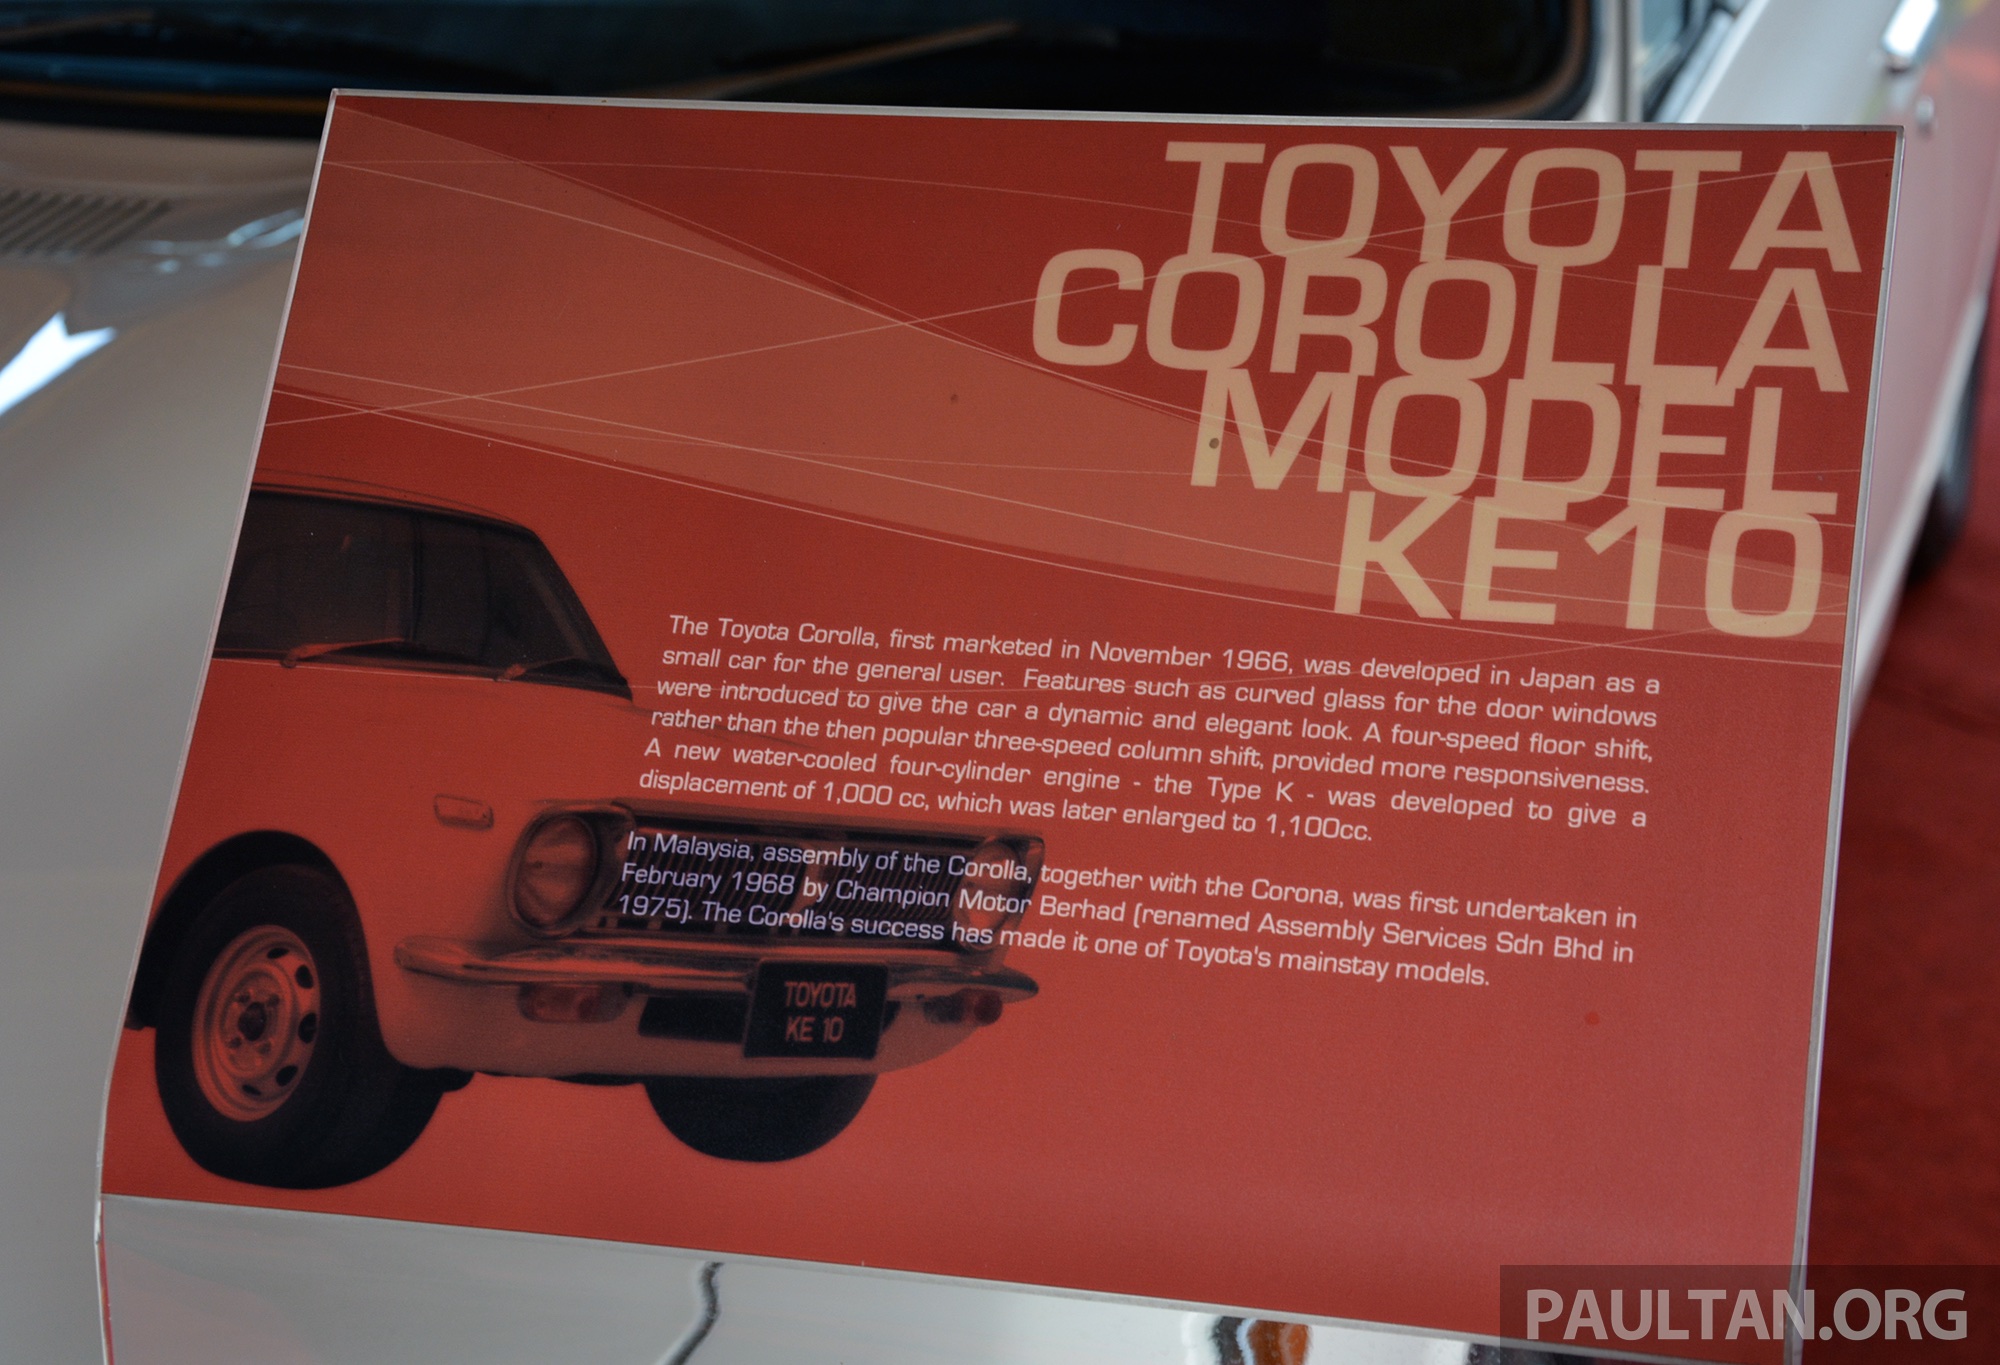 TOYOTA
COROLLA
MODEL
KE10
The Toyota Corolla, first marketed in November 1966, was developed in Japan as a
small car for the general user. Features such as curved glass for the door windows
were introduced to give the car a dynamic and elegant look. A four-speed floor shift,
rather than the then popular three-speed column shift, provided more responsiveness.
A new water-cooled four-cylinder engine - the Type K - was developed to give a
displacement of 1,000 cc, which was later enlarged to 1,100cc.
In Malaysia, assembly of the Corolla, together with the Corona, was first undertaken in
February 1968 by Champion Motor Berhad (renamed Assembly Services Sdn Bhd in
1975). The Corolla's success has made it one of Toyota's mainstay models.
TOYOTA
KE 10
PAULTAN.ORG